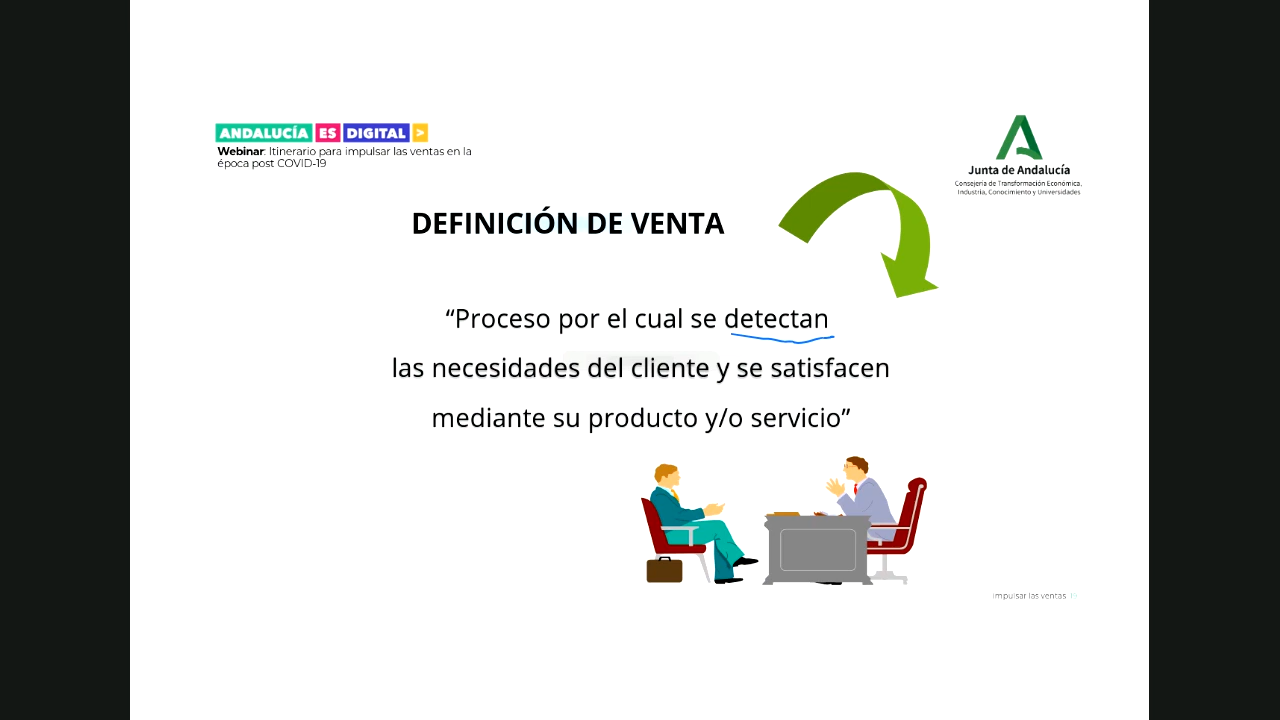 ANDALUCÍA ES DIGITAL >
Webinar: Itinerario para impulsar las ventas en la
época post COVID-19
Junta de Andalucía
Consejería de Transformación Económica,
Industria, Conocimiento y Universidades
DEFINICIÓN DE VENTA
“Proceso por el cual se detectan
las necesidades del cliente y se satisfacen
mediante su producto y/o servicio”
Impulsar las ventas